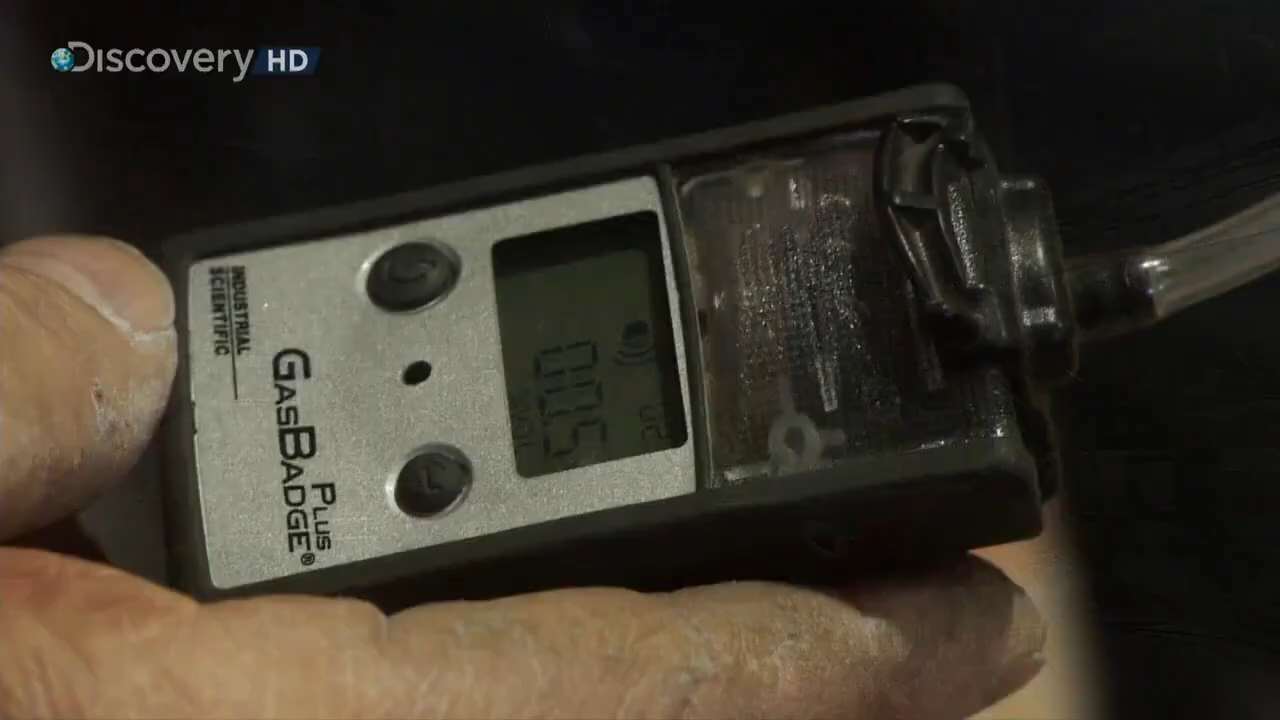 Discovery HD
INDUSTRIAL
SCIENTIFIC
GASBADGE®
PLUS